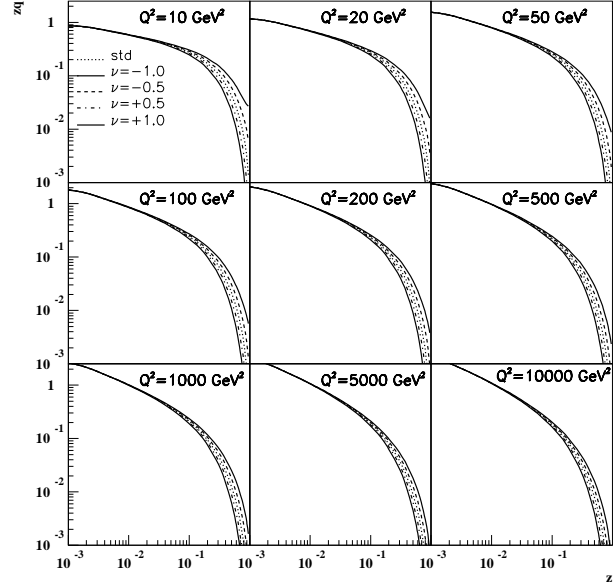 zq
Q²=10 GeV²
Q²=20 GeV²
Q²=50 GeV²
1
10 -1
10 -2
10 -3
std
ν=−1.0
ν=−0.5
ν=+0.5
ν=+1.0
Q²=100 GeV²
Q²=200 GeV²
Q²=500 GeV²
1
10 -1
10 -2
10 -3
Q²=1000 GeV²
Q²=5000 GeV²
Q²=10000 GeV²
1
10 -1
10 -2
10 -3
10 -3 10 -2 10 -1 10 -3 10 -2 10 -1 10 -3 10 -2 10 -1
z